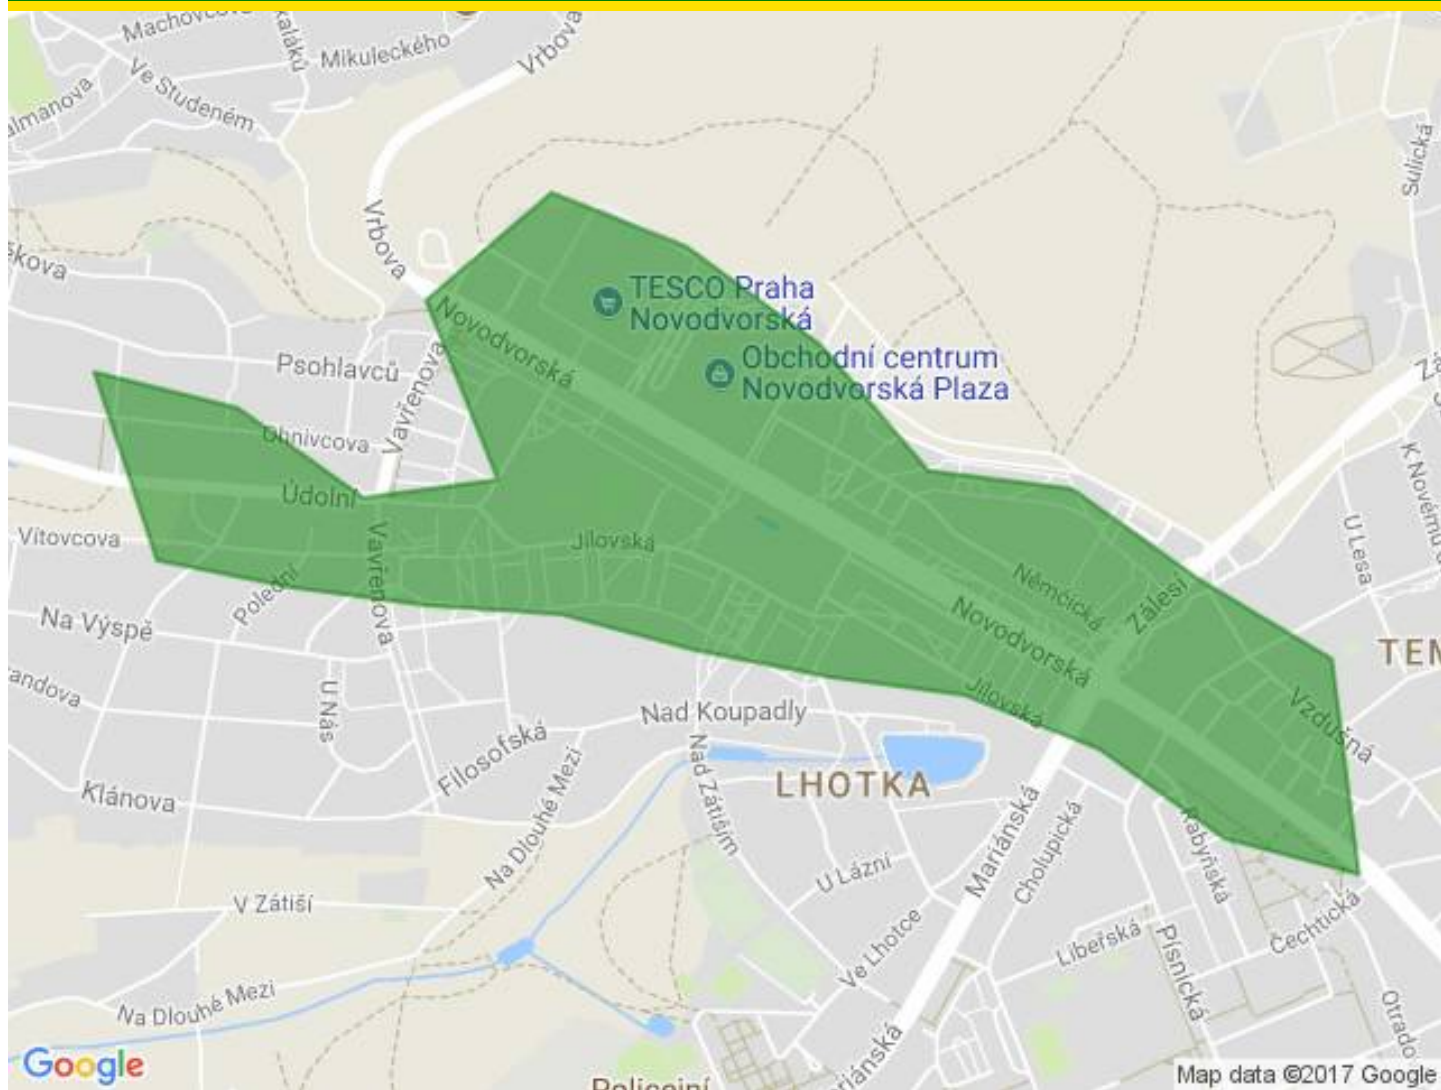 Mikuleckého
Vrbova
Ve Studeném
Sulická
Vrbova
TESCO Praha
Novodvorská
Novodvorská
Obchodní centrum
Novodvorská Plaza
Psohlavců
Vavřenova
Ohnivcova
Údolní
K Novému
U Lesa
Vítovcova
Jílovská
Vavřenova
Němčická
Zálesí
Polední
Na Výspě
Novodvorská
TEM
U Nás
Jílovská
Vzdušná
Nad Koupadly
Filosofská
Nad Zátiším
LHOTKA
Klánova
Na Dlouhé Mezi
Mariánská
Cholupická
Rabyňská
U Lázní
V Zátiší
Ve Lhotce
Libeřská
Písnická
Čechtická
Na Dlouhé Mezi
Otrado
riánská
Google
Map data ©2017 Google